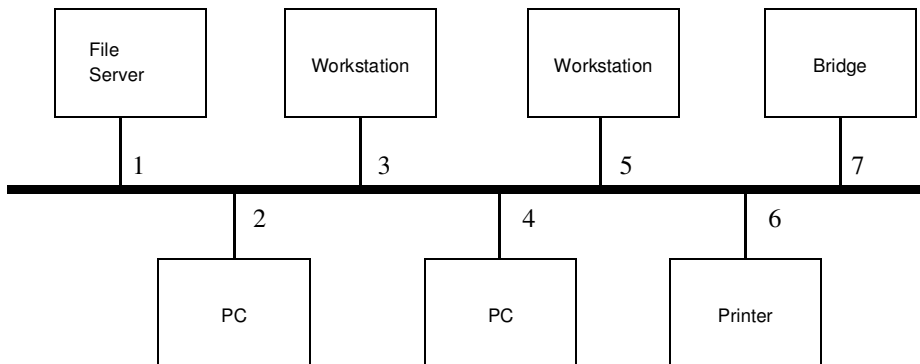 File
Server
Workstation
Workstation
Bridge
1
3
5
7
2
4
6
PC
PC
Printer